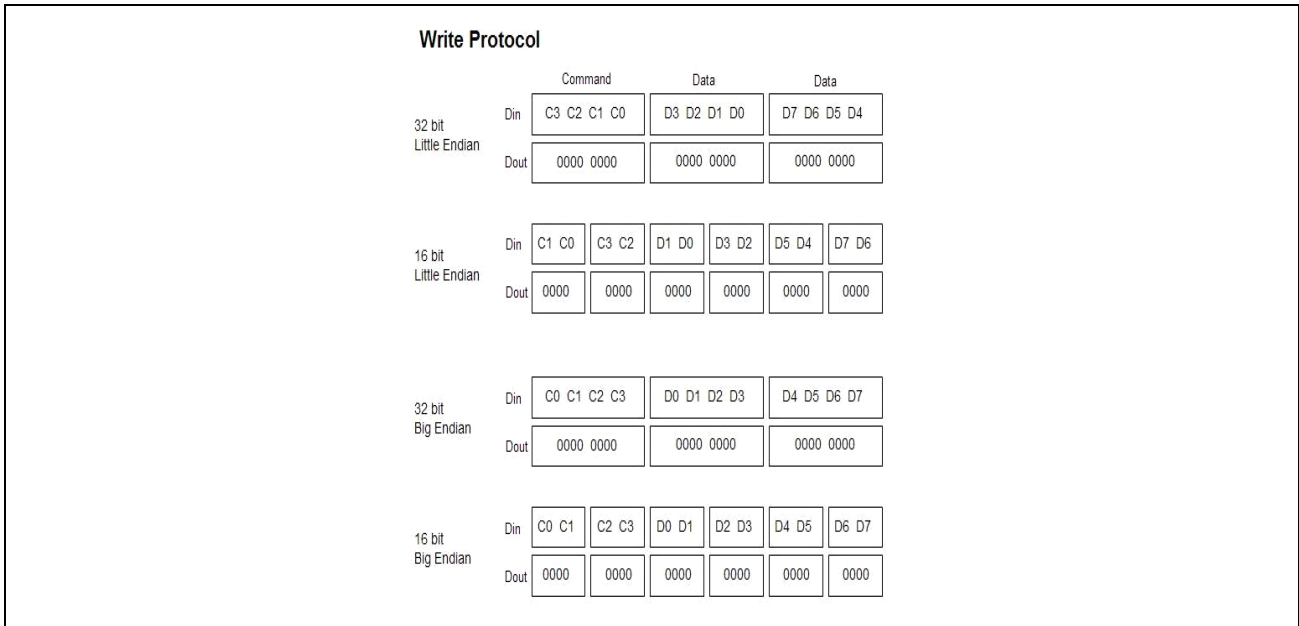 Write Protocol
Command Data Data
32 bit
Little Endian
Din C3 C2 C1 C0 D3 D2 D1 D0 D7 D6 D5 D4
Dout 0000 0000 0000 0000 0000 0000
16 bit
Little Endian
Din C1 C0 C3 C2 D1 D0 D3 D2 D5 D4 D7 D6
Dout 0000 0000 0000 0000 0000 0000
32 bit
Big Endian
Din C0 C1 C2 C3 D0 D1 D2 D3 D4 D5 D6 D7
Dout 0000 0000 0000 0000 0000 0000
16 bit
Big Endian
Din C0 C1 C2 C3 D0 D1 D2 D3 D4 D5 D6 D7
Dout 0000 0000 0000 0000 0000 0000